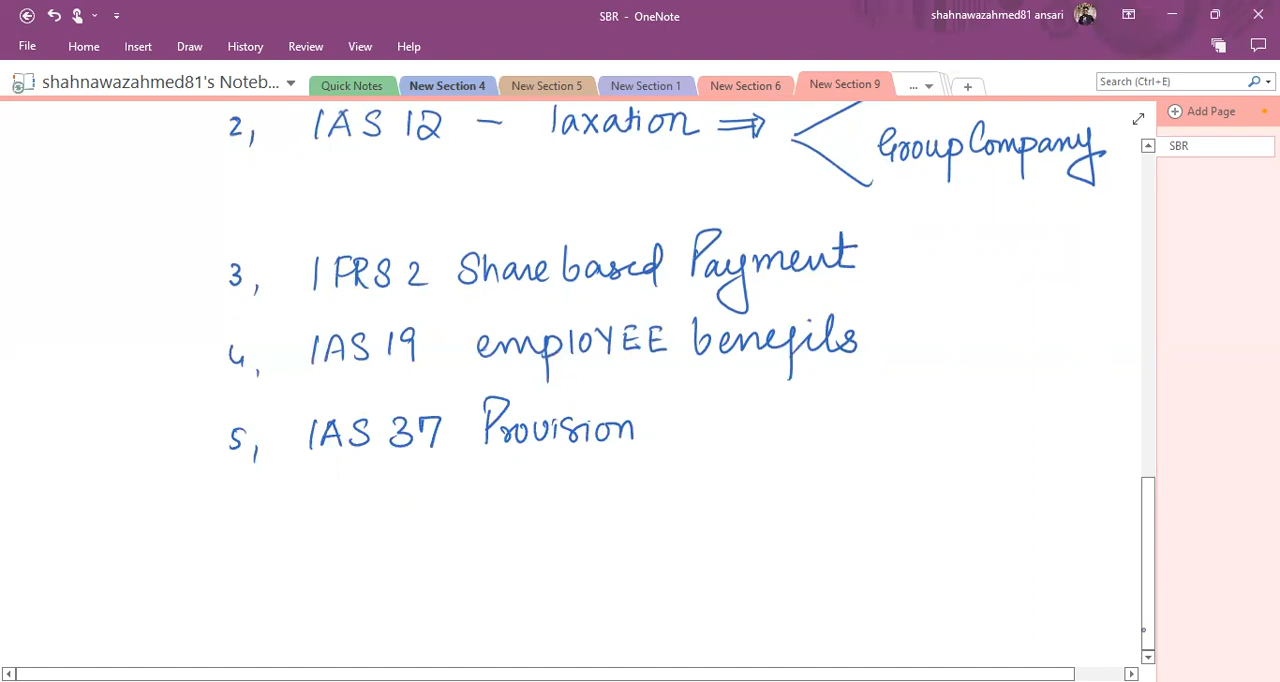 SBR - OneNote
shahnawazahmed81 ansari
File Home Insert Draw History Review View Help
shahnawazahmed81's Noteb... Quick Notes New Section 4 New Section 5 New Section 1 New Section 6 New Section 9 ... + Search (Ctrl+E)
Add Page
SBR
2, IAS 12 - Taxation ⇒ Group Company
3, IFRS 2 Share based Payment
4, IAS 19 employEE benefits
5, IAS 37 Provision